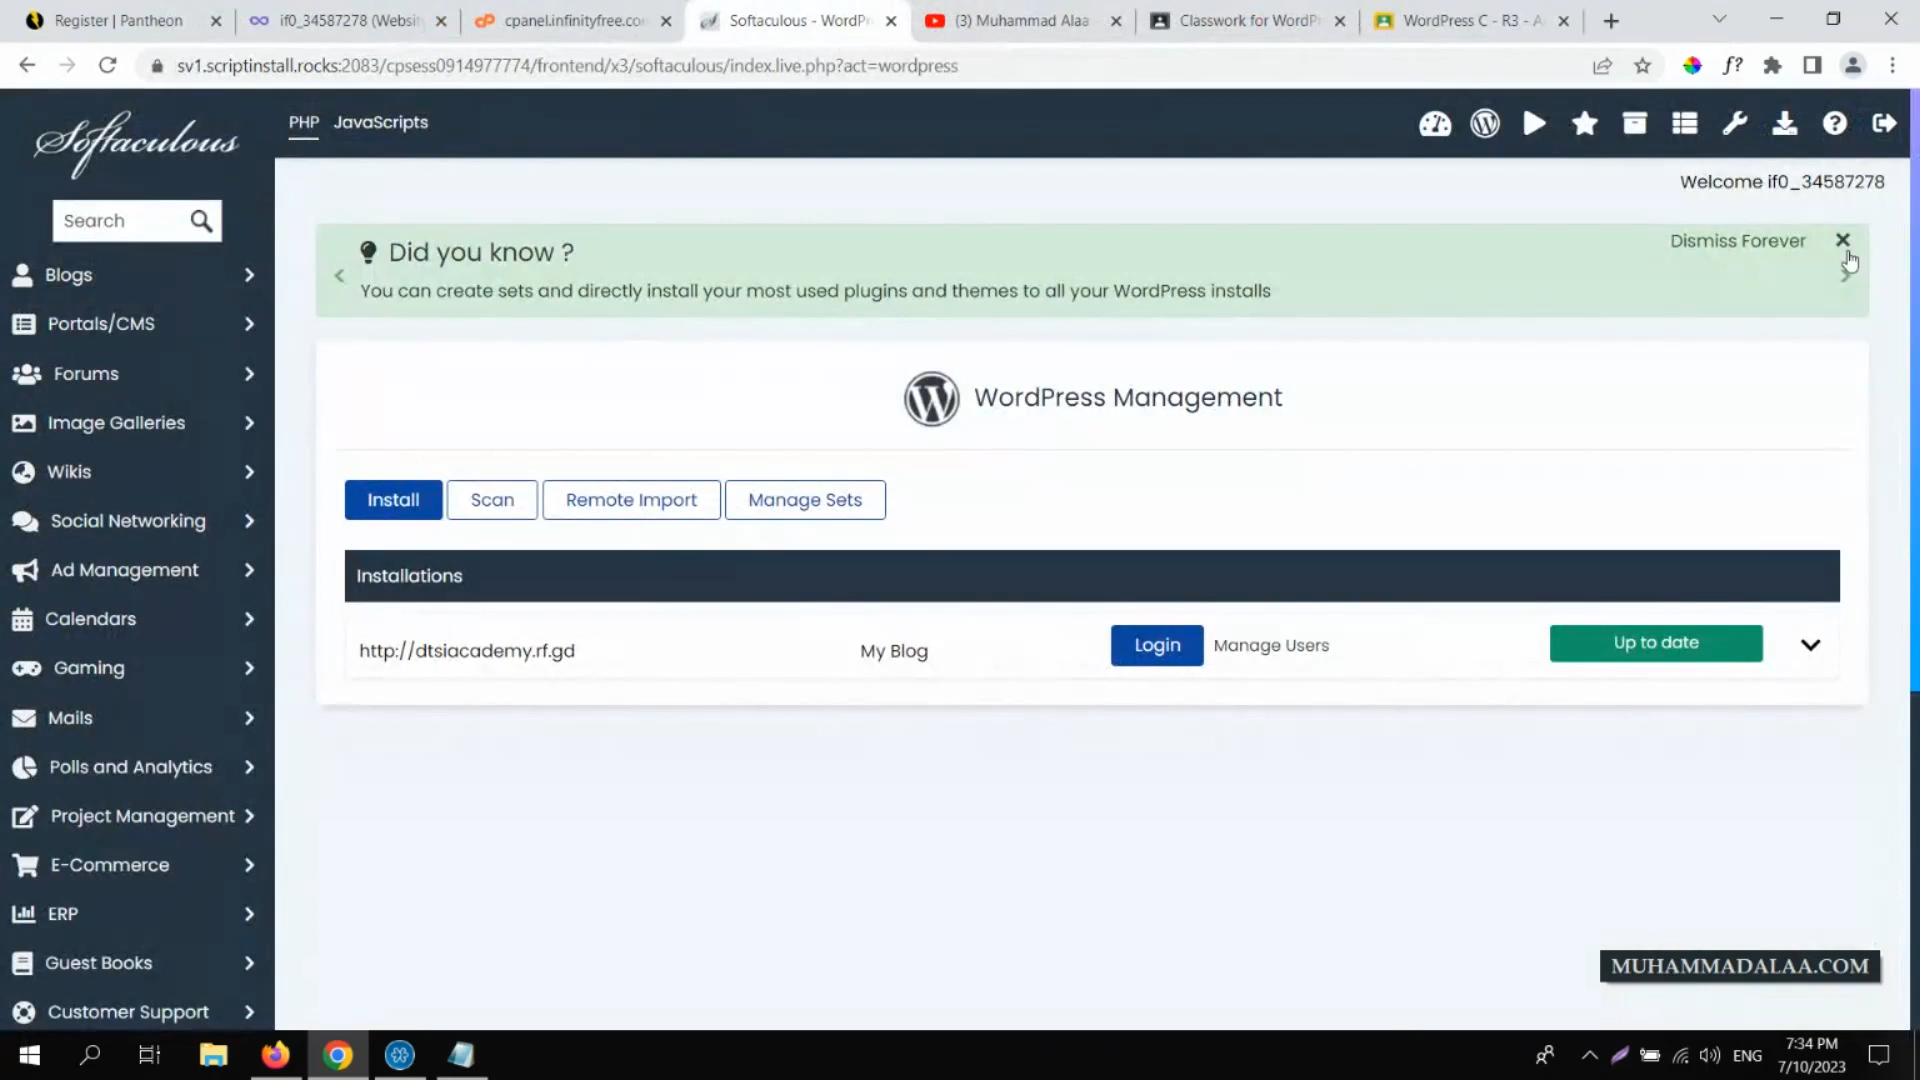 Register | Pantheon
if0_34587278 (Websit
cpanel.infinityfree.co
Softaculous - WordPr
(3) Muhammad Alaa
Classwork for WordP
WordPress C - R3 - A
sv1.scriptinstall.rocks:2083/cpsess0914977774/frontend/x3/softaculous/index.live.php?act=wordpress
f?
Softaculous
PHP JavaScripts
Welcome if0_34587278
Search
Did you know ?
Dismiss Forever
You can create sets and directly install your most used plugins and themes to all your WordPress installs
Blogs
Portals/CMS
Forums
Image Galleries
Wikis
Social Networking
Ad Management
Calendars
Gaming
Mails
Polls and Analytics
Project Management
E-Commerce
ERP
Guest Books
Customer Support
WordPress Management
Install Scan Remote Import Manage Sets
Installations
http://dtsiacademy.rf.gd My Blog Login Manage Users Up to date
MUHAMMADALAA.COM
ENG
7:34 PM
7/10/2023